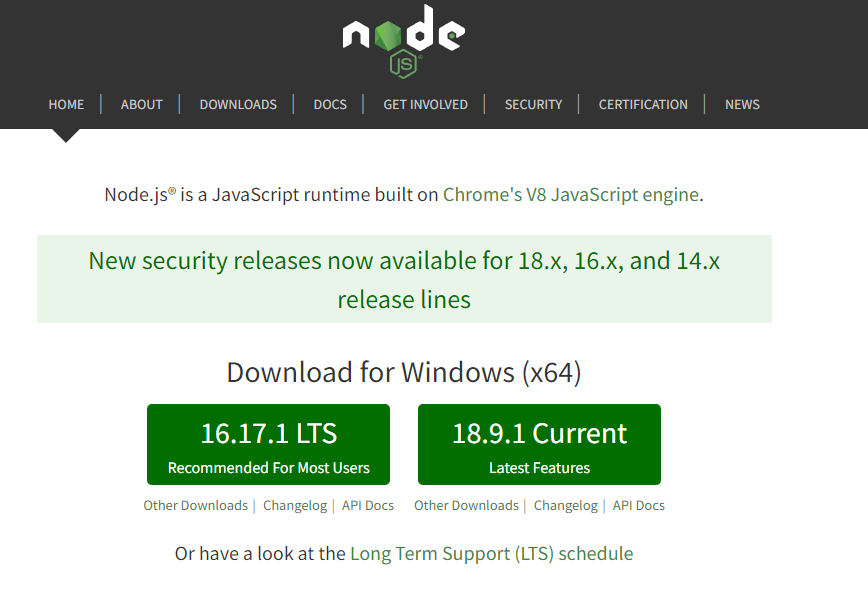 node
JS
HOME | ABOUT | DOWNLOADS | DOCS | GET INVOLVED | SECURITY | CERTIFICATION | NEWS
Node.js® is a JavaScript runtime built on Chrome's V8 JavaScript engine.
New security releases now available for 18.x, 16.x, and 14.x
release lines
Download for Windows (x64)
16.17.1 LTS
Recommended For Most Users
18.9.1 Current
Latest Features
Other Downloads | Changelog | API Docs
Other Downloads | Changelog | API Docs
Or have a look at the Long Term Support (LTS) schedule